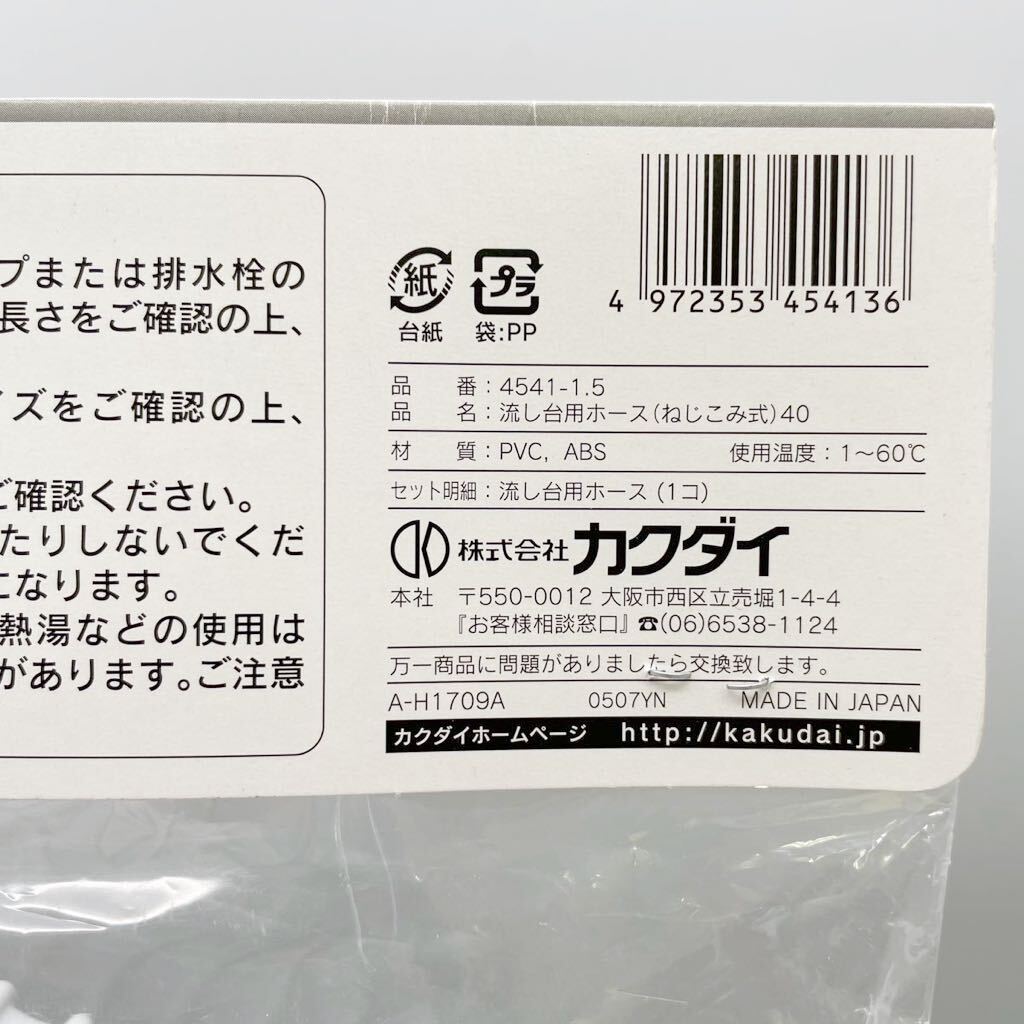 プまたは排水栓の
長さをご確認の上、
イズをご確認の上、
ご確認ください。
たりしないでくだ
になります。
熱湯などの使用は
があります。ご注意
紙
台紙
プラ
袋:PP
4 972353 454136
品 番：4541-1.5
品 名：流し台用ホース(ねじこみ式)40
材 質：PVC, ABS 使用温度：1～60℃
セット明細：流し台用ホース (1コ)
株式会社カクダイ
本社 〒550-0012 大阪市西区立売堀1-4-4
『お客様相談窓口』☎(06)6538-1124
万一商品に問題がありましたら交換致します。
A-H1709A 0507YN MADE IN JAPAN
カクダイホームページ http://kakudai.jp